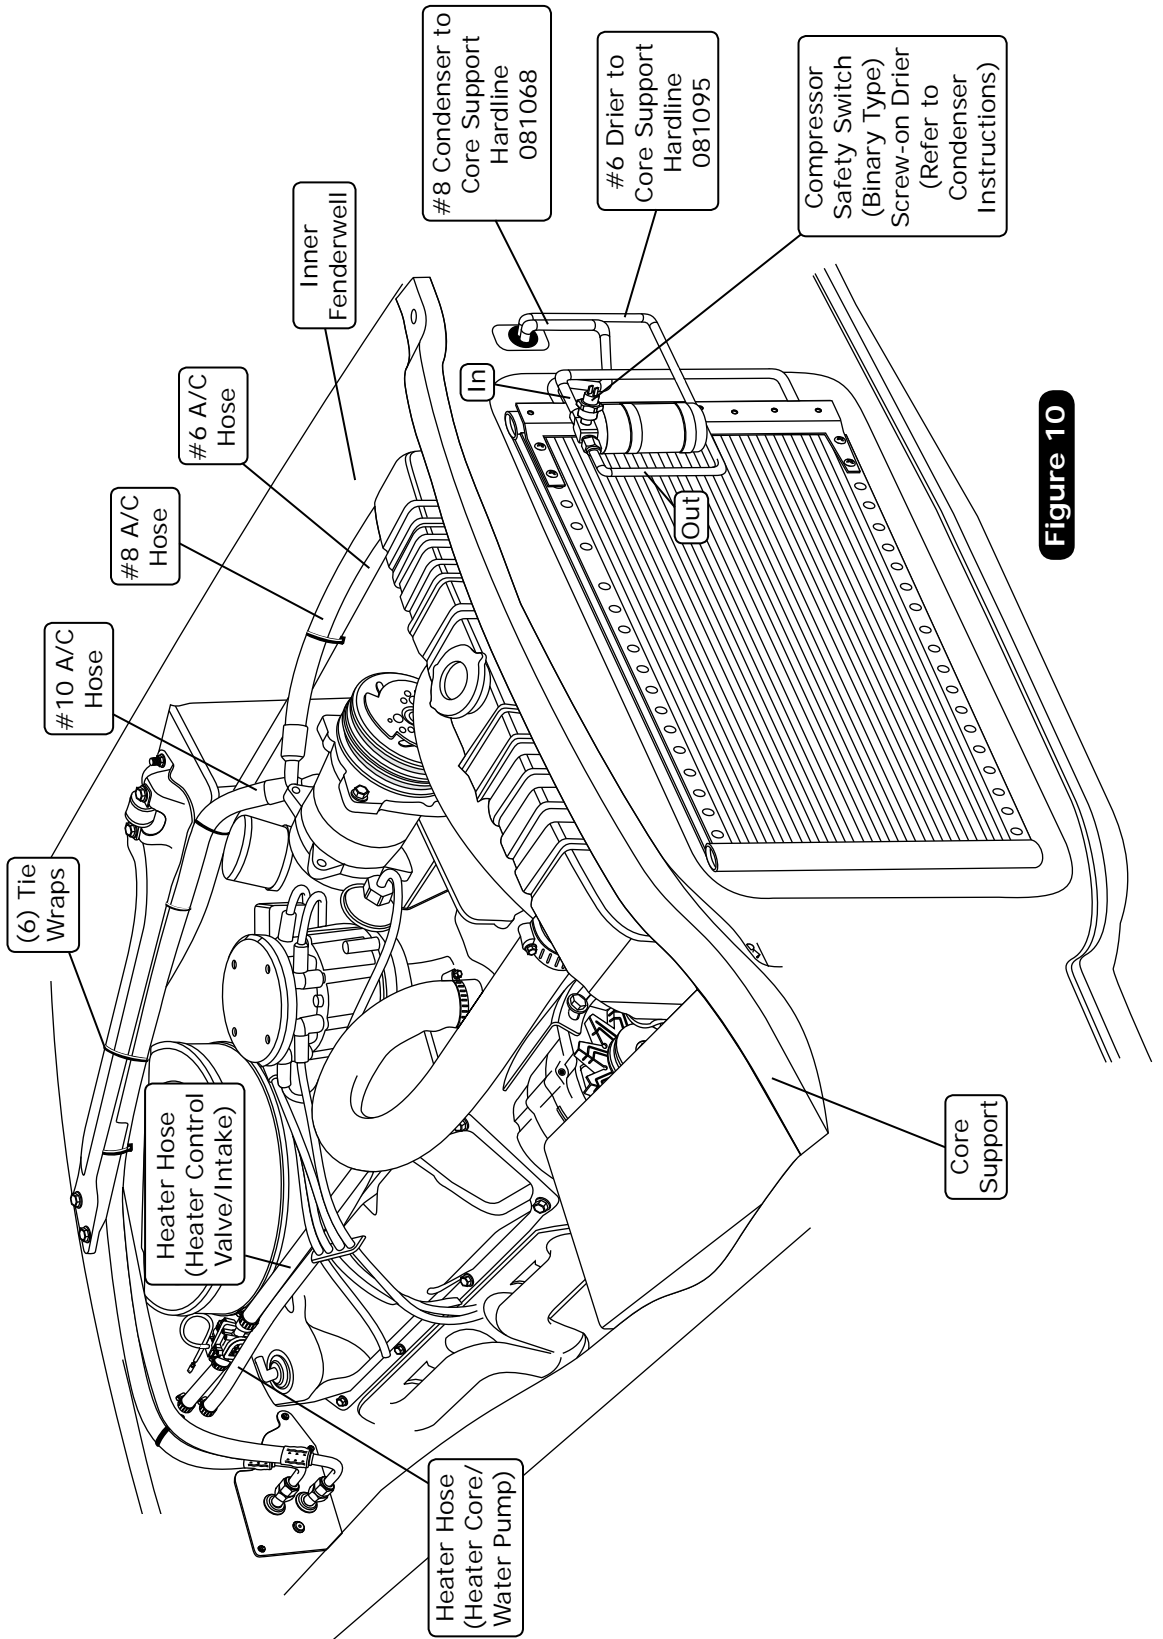 (6) Tie
Wraps
#10 A/C
Hose
#8 A/C
Hose
#6 A/C
Hose
Inner
Fenderwell
#8 Condenser to
Core Support
Hardline
081068
#6 Drier to
Core Support
Hardline
081095
Compressor
Safety Switch
(Binary Type)
Screw-on Drier
(Refer to
Condenser
Instructions)
In
Out
Heater Hose
(Heater Control
Valve/Intake)
Heater Hose
(Heater Core/
Water Pump)
Core
Support
Figure 10